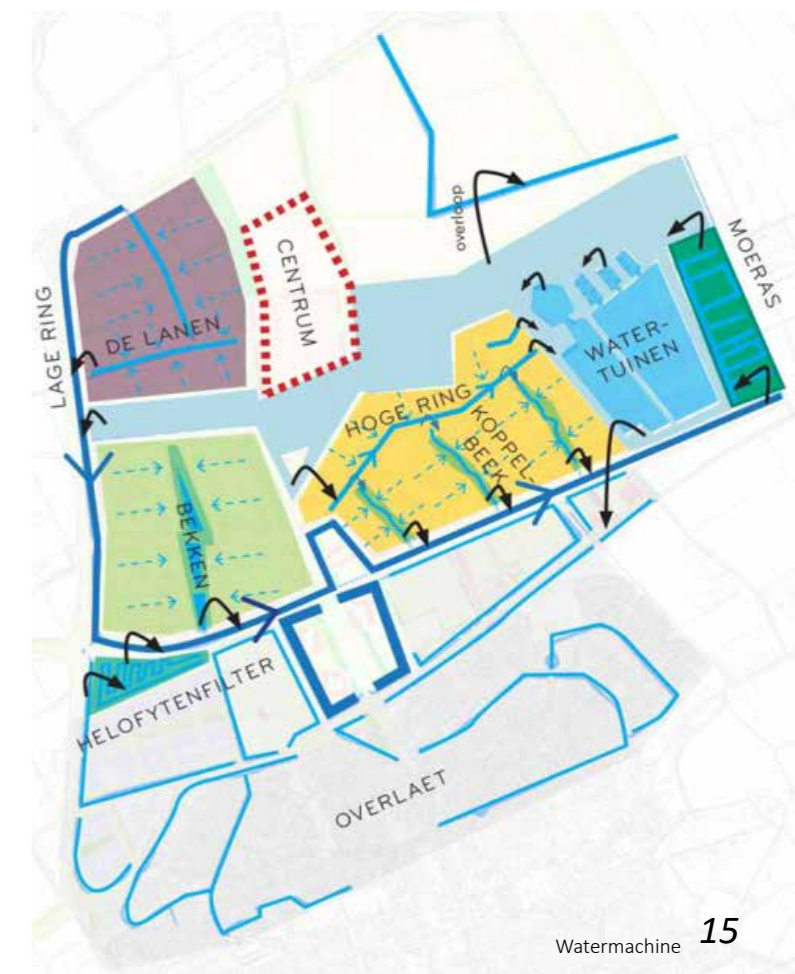 overloop
MOERAS
CENTRUM
LAGE RING
DE LANEN
WATER-
TUINEN
HOGE RING
KOPPEL
BEEK
BEKKEN
HELOFYTENFILTER
OVERLAET
Watermachine 15